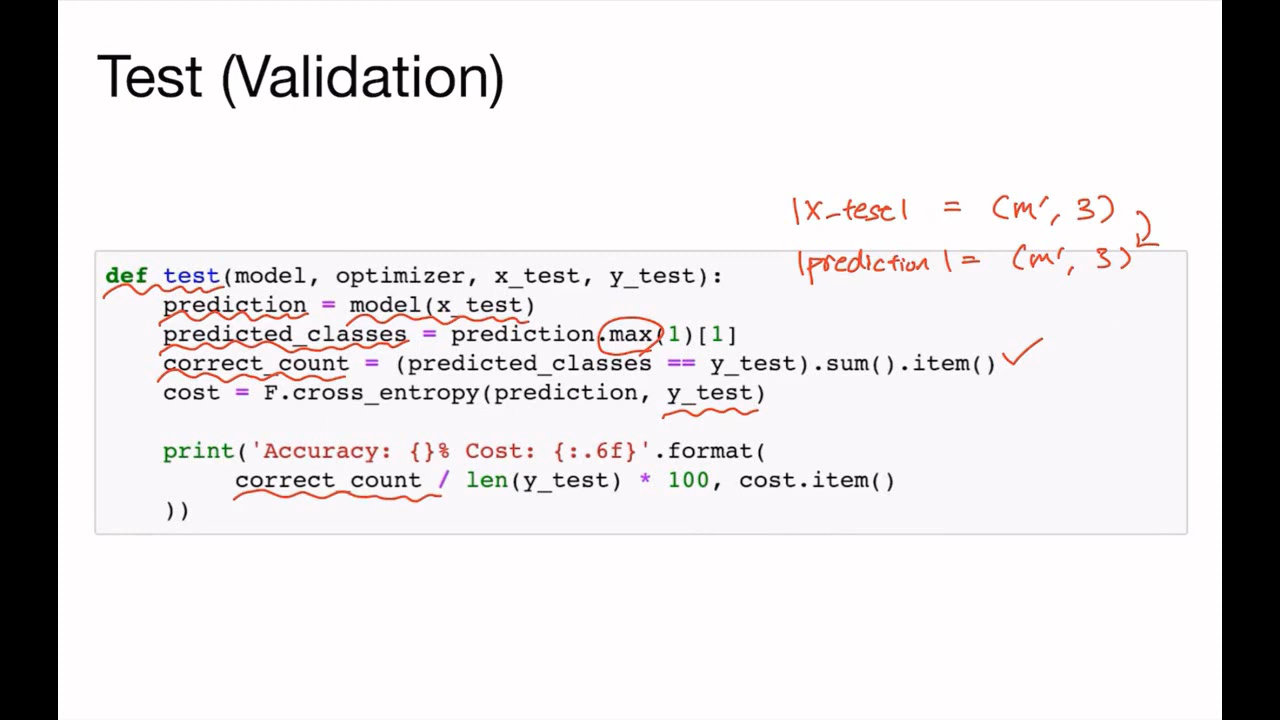 Test (Validation)
|x_test| = (m', 3)
|prediction| = (m', 3)
def test(model, optimizer, x_test, y_test):
    prediction = model(x_test)
    predicted_classes = prediction.max(1)[1]
    correct_count = (predicted_classes == y_test).sum().item()
    cost = F.cross_entropy(prediction, y_test)
    print('Accuracy: {}% Cost: {:.6f}'.format(
        correct_count / len(y_test) * 100, cost.item()
    ))